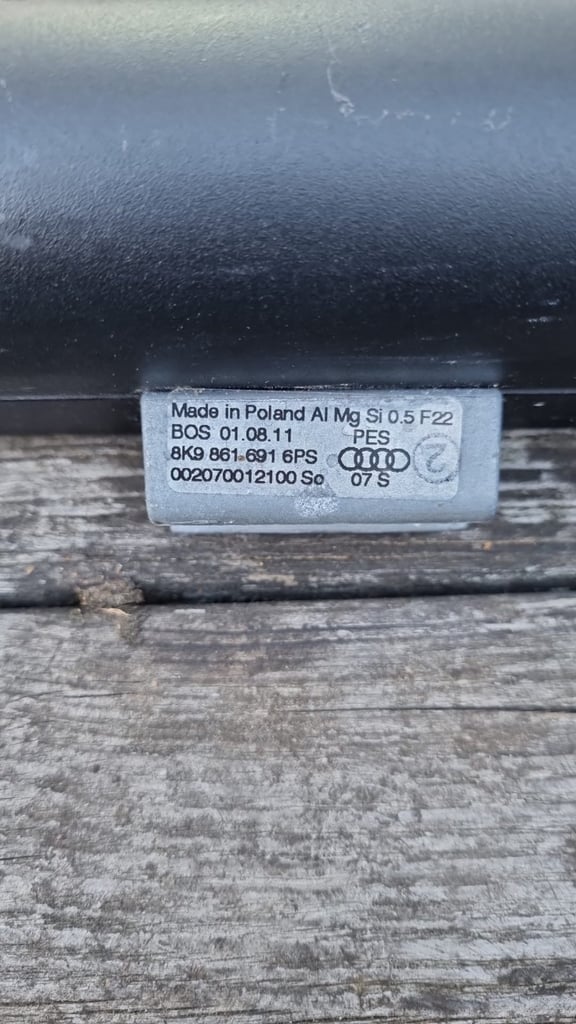 Made in Poland Al Mg Si 0.5 F22
BOS 01.08.11 PES
8K9 861 691 6PS 2
002070012100 So 07 S